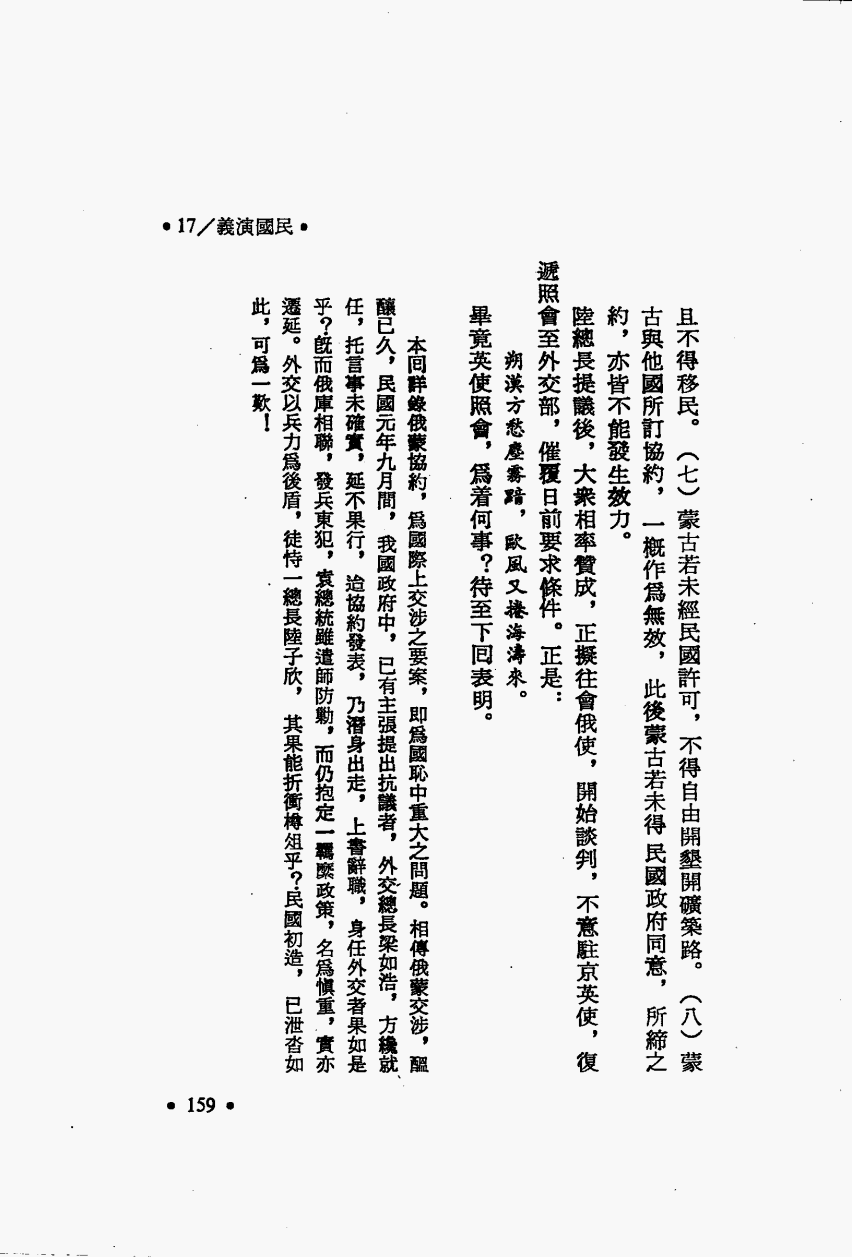 •17／義演國民•
且不得移民。（七）蒙古若未經民國許可，不得自由開墾開礦築路。（八）蒙
古與他國所訂協約，一概作爲無效，此後蒙古若未得民國政府同意，所締之
約，亦皆不能發生效力。
陸總長提議後，大衆相率贊成，正擬往會俄使，開始談判，不意駐京英使，復
遞照會至外交部，催覆日前要求條件。正是：
朔漠方愁塵霧黯，歐風又捲海濤來。
畢竟英使照會，爲着何事？待至下回表明。
本回詳錄俄蒙協約，爲國際上交涉之要案，卽爲國恥中重大之問題。相傳俄蒙交涉，醞
釀已久，民國元年九月間，我國政府中，已有主張提出抗議者，外交總長梁如浩，方纔就
任，托言事未確實，延不果行，迨協約發表，乃潛身出走，上書辭職，身任外交者果如是
乎？旣而俄庫相聯，發兵東犯，袁總統雖遣師防勦，而仍抱定一羈縻政策，名爲愼重，實亦
遷延。外交以兵力爲後盾，徒恃一總長陸子欣，其果能折衝樽俎乎？民國初造，已泄沓如
此，可爲一歎！
•159•